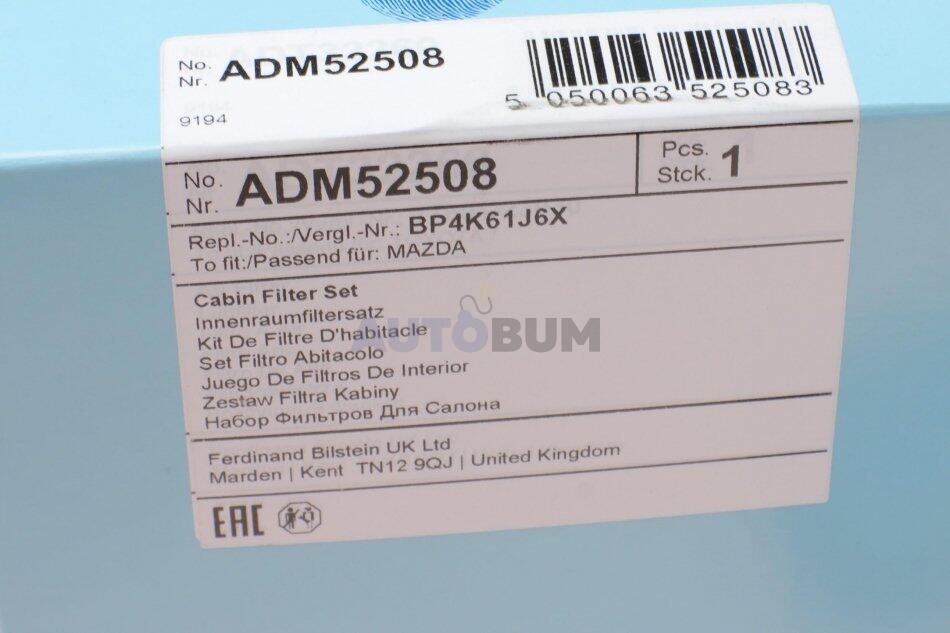 No.
Nr. ADM52508
9194
5 050063 525083
No.
Nr. ADM52508
Pcs.
Stck. 1
Repl.-No.:/Vergl.-Nr.: BP4K61J6X
To fit:/Passend für: MAZDA
Cabin Filter Set
Innenraumfiltersatz
Kit De Filtre D'habitacle
Set Filtro Abitacolo
Juego De Filtros De Interior
Zestaw Filtra Kabiny
Набор Фильтров Для Салона
AUTOBUM
Ferdinand Bilstein UK Ltd
Marden | Kent TN12 9QJ | United Kingdom
EAC